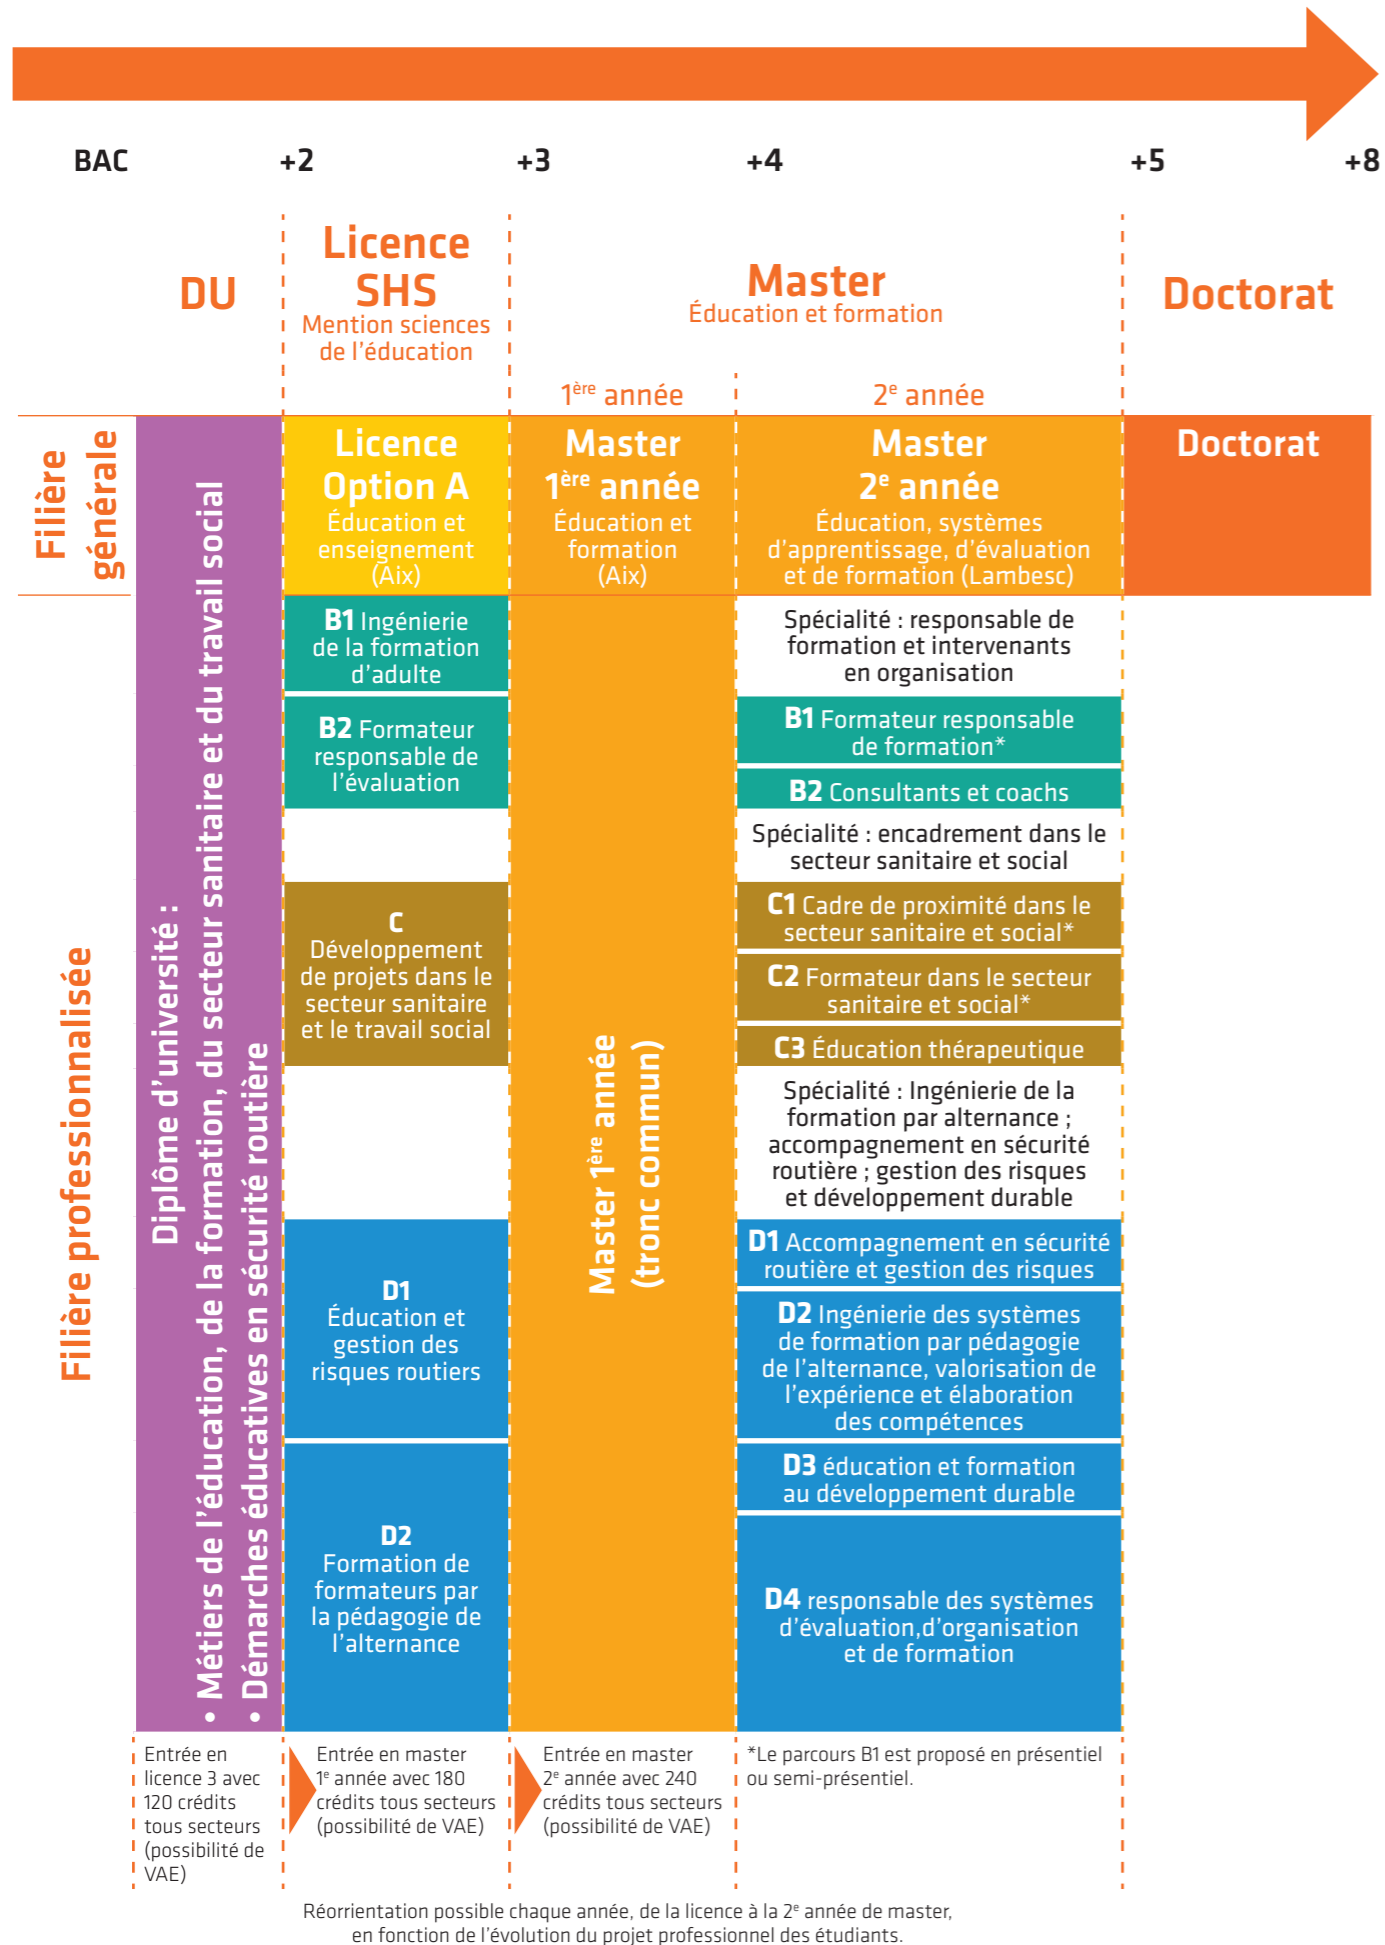 BAC +2 +3 +4 +5 +8
DU
Licence
SHS
Mention sciences
de l'éducation
Master
Éducation et formation
Doctorat
1ère année
2e année
Filière
générale
Licence
Option A
Éducation et
enseignement
(Aix)
Master
1ère année
Éducation et
formation
(Aix)
Master
2e année
Éducation, systèmes
d'apprentissage, d'évaluation
et de formation (Lambesc)
Doctorat
Filière professionnalisée
Diplôme d'université :
• Métiers de l'éducation, de la formation, du secteur sanitaire et du travail social
• Démarches éducatives en sécurité routière
B1 Ingénierie
de la formation
d'adulte
B2 Formateur
responsable de
l'évaluation
C
Développement
de projets dans le
secteur sanitaire
et le travail social
D1
Éducation et
gestion des
risques routiers
D2
Formation de
formateurs par
la pédagogie de
l'alternance
Master 1ère année
(tronc commun)
Spécialité : responsable de
formation et intervenants
en organisation
B1 Formateur responsable
de formation*
B2 Consultants et coachs
Spécialité : encadrement dans le
secteur sanitaire et social
C1 Cadre de proximité dans le
secteur sanitaire et social*
C2 Formateur dans le secteur
sanitaire et social*
C3 Éducation thérapeutique
Spécialité : Ingénierie de la
formation par alternance ;
accompagnement en sécurité
routière ; gestion des risques
et développement durable
D1 Accompagnement en sécurité
routière et gestion des risques
D2 Ingénierie des systèmes
de formation par pédagogie
de l'alternance, valorisation de
l'expérience et élaboration
des compétences
D3 éducation et formation
au développement durable
D4 responsable des systèmes
d'évaluation,d'organisation
et de formation
Entrée en
licence 3 avec
120 crédits
tous secteurs
(possibilité de
VAE)
Entrée en master
1e année avec 180
crédits tous secteurs
(possibilité de VAE)
Entrée en master
2e année avec 240
crédits tous secteurs
(possibilité de VAE)
*Le parcours B1 est proposé en présentiel
ou semi-présentiel.
Réorrientation possible chaque année, de la licence à la 2e année de master,
en fonction de l'évolution du projet professionnel des étudiants.